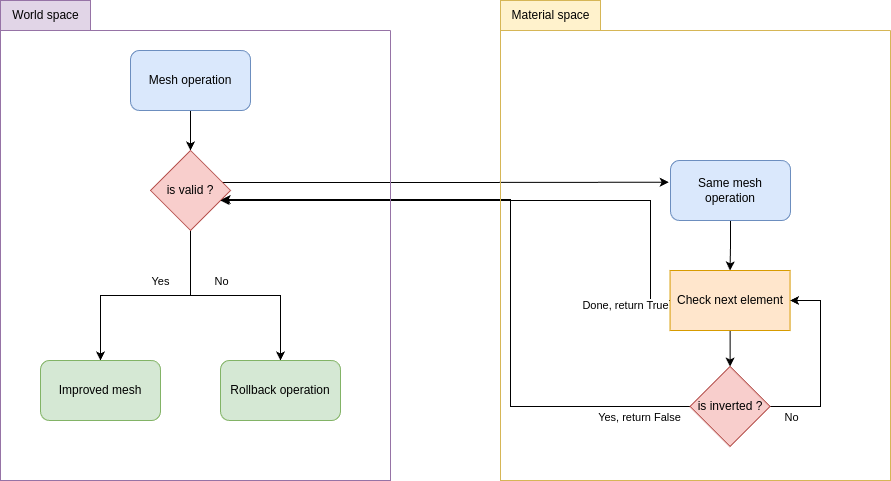 World space
Material space
Mesh operation
is valid ?
Same mesh
operation
Yes
No
Check next element
Done, return True
Improved mesh
Rollback operation
is inverted ?
Yes, return False
No